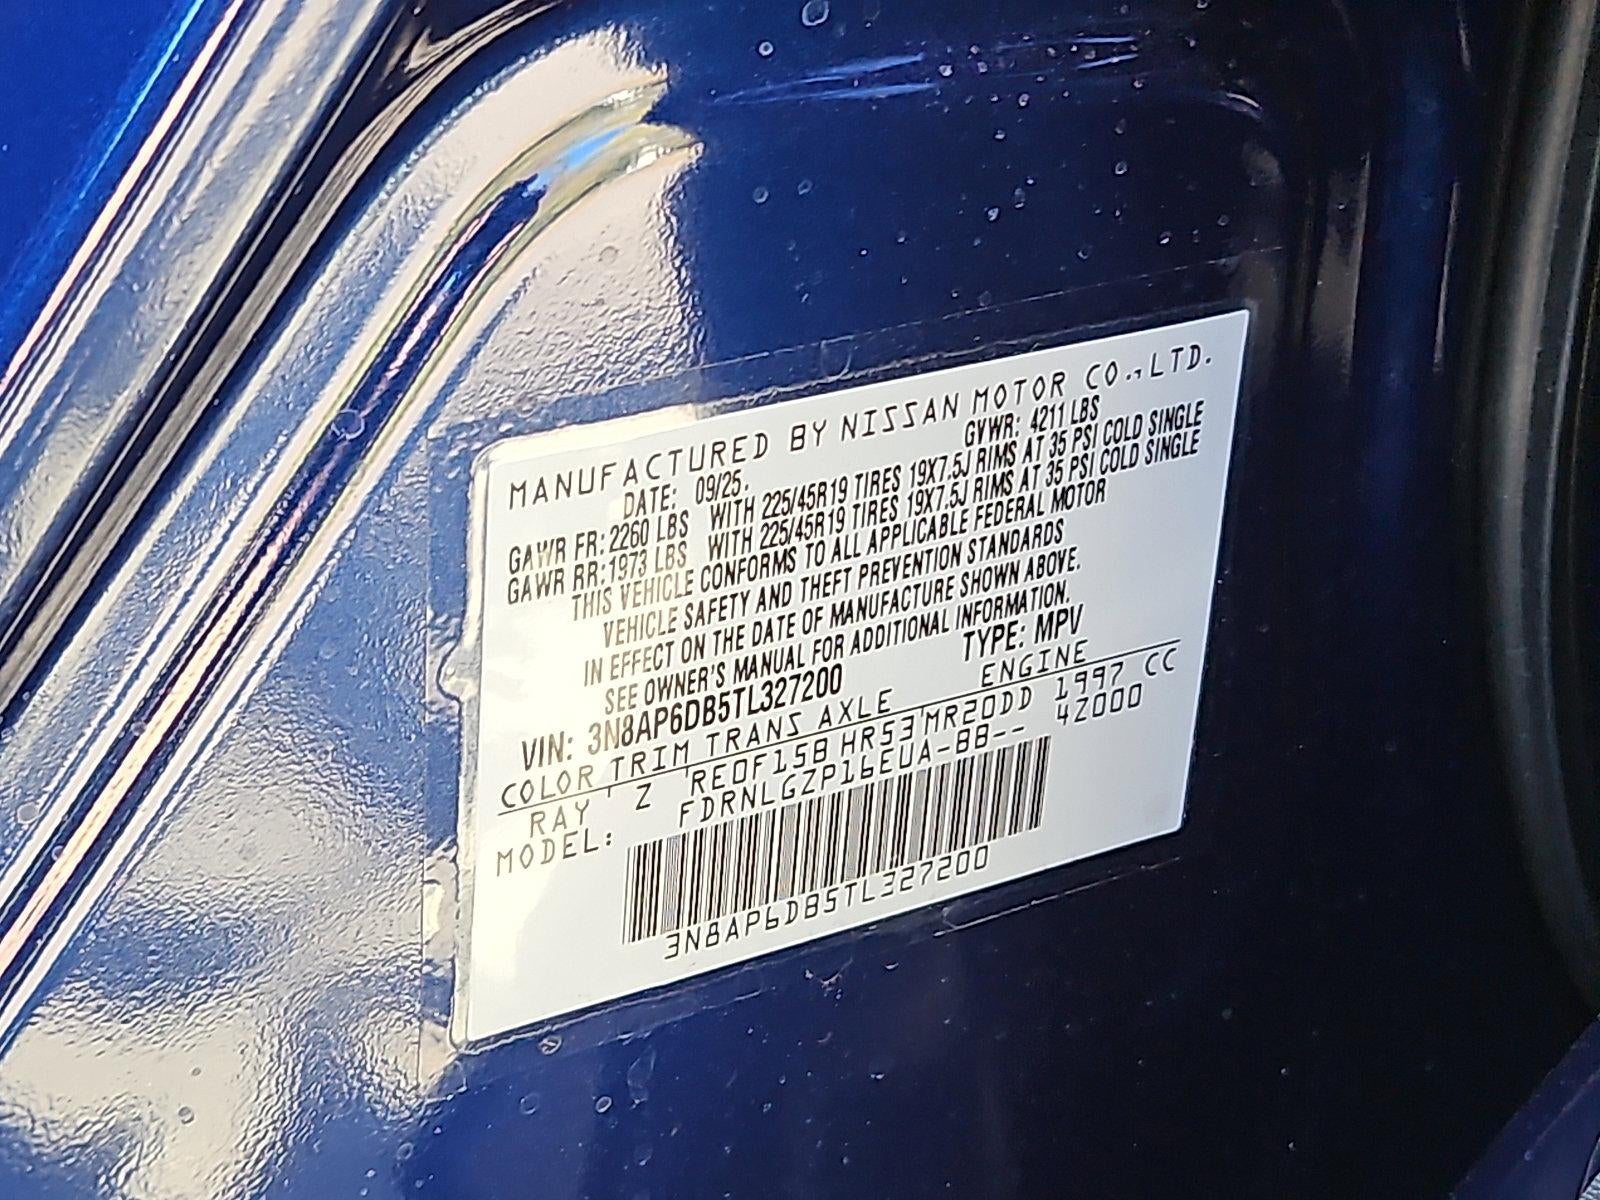 MANUFACTURED BY NISSAN MOTOR CO.,LTD.
DATE: 09/25. GVWR: 4211 LBS
GAWR FR: 2260 LBS WITH 225/45R19 TIRES 19X7.5J RIMS AT 35 PSI COLD SINGLE
GAWR RR: 1973 LBS WITH 225/45R19 TIRES 19X7.5J RIMS AT 35 PSI COLD SINGLE
THIS VEHICLE CONFORMS TO ALL APPLICABLE FEDERAL MOTOR
VEHICLE SAFETY AND THEFT PREVENTION STANDARDS
IN EFFECT ON THE DATE OF MANUFACTURE SHOWN ABOVE.
SEE OWNER'S MANUAL FOR ADDITIONAL INFORMATION.
VIN: 3N8AP6DB5TL327200 TYPE: MPV
COLOR TRIM TRANS AXLE ENGINE
RAY Z RE0F15B HR53 MR20DD 1997 CC
MODEL: FDRNLGZP16EUA-BB-- 4Z000
3N8AP6DB5TL327200